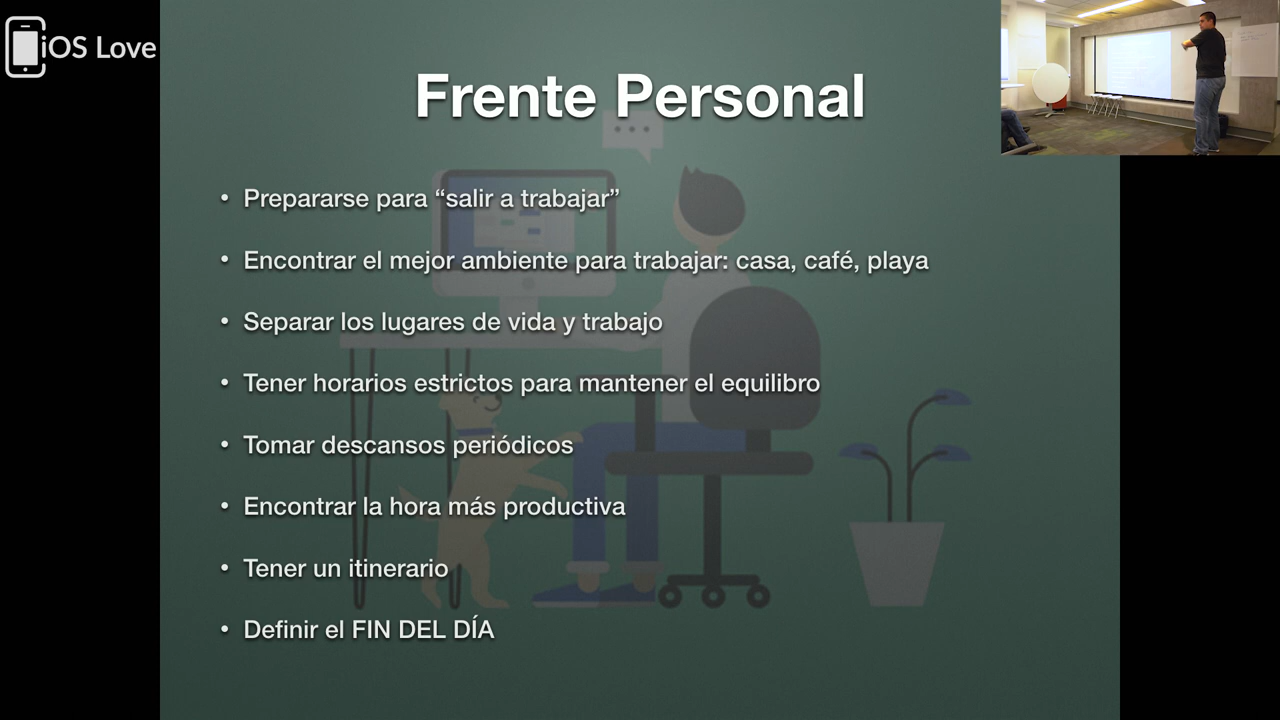 iOS Love
Frente Personal
• Prepararse para “salir a trabajar”
• Encontrar el mejor ambiente para trabajar: casa, café, playa
• Separar los lugares de vida y trabajo
• Tener horarios estrictos para mantener el equilibro
• Tomar descansos periódicos
• Encontrar la hora más productiva
• Tener un itinerario
• Definir el FIN DEL DÍA